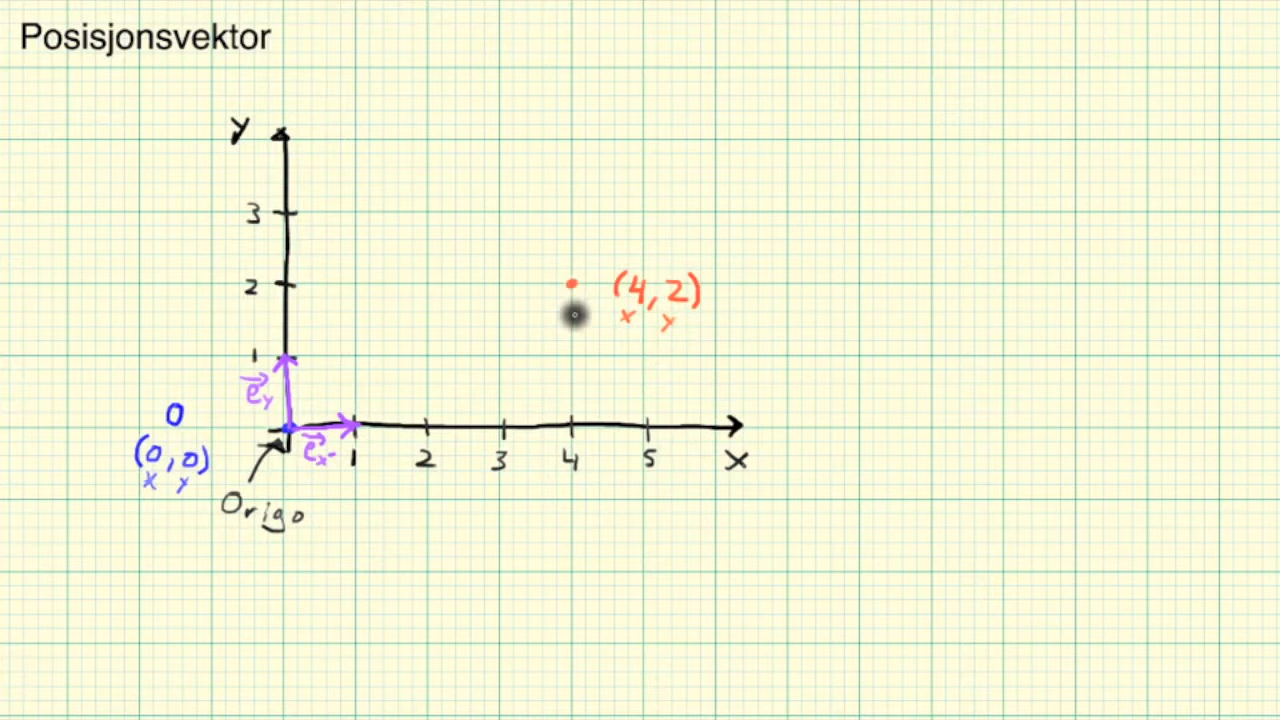 Posisjonsvektor
y
3
2
(4,2)
x y
1
e⃗y
0
(0,0)
x y
e⃗x
1 2 3 4 5 x
Origo